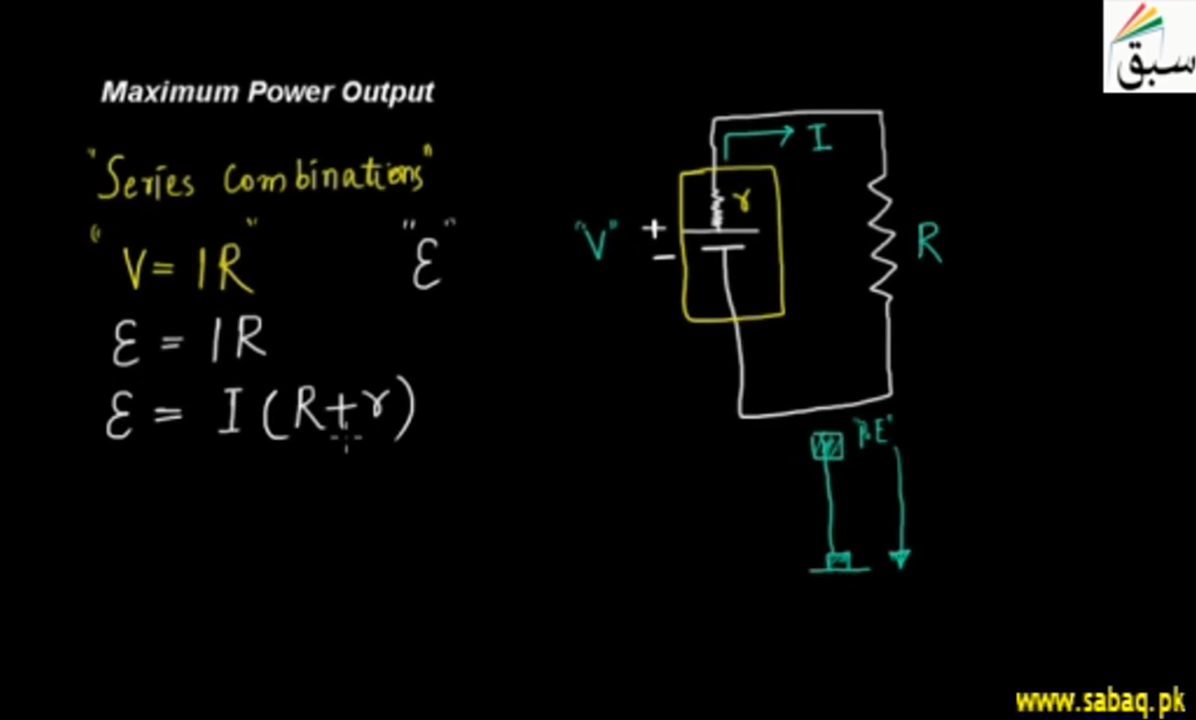 سبق
Maximum Power Output
"Series Combinations"
"V = IR"
"ε"
ε = IR
ε = I (R+r)
I
r
"V"
+
−
R
P.E
www.sabaq.pk